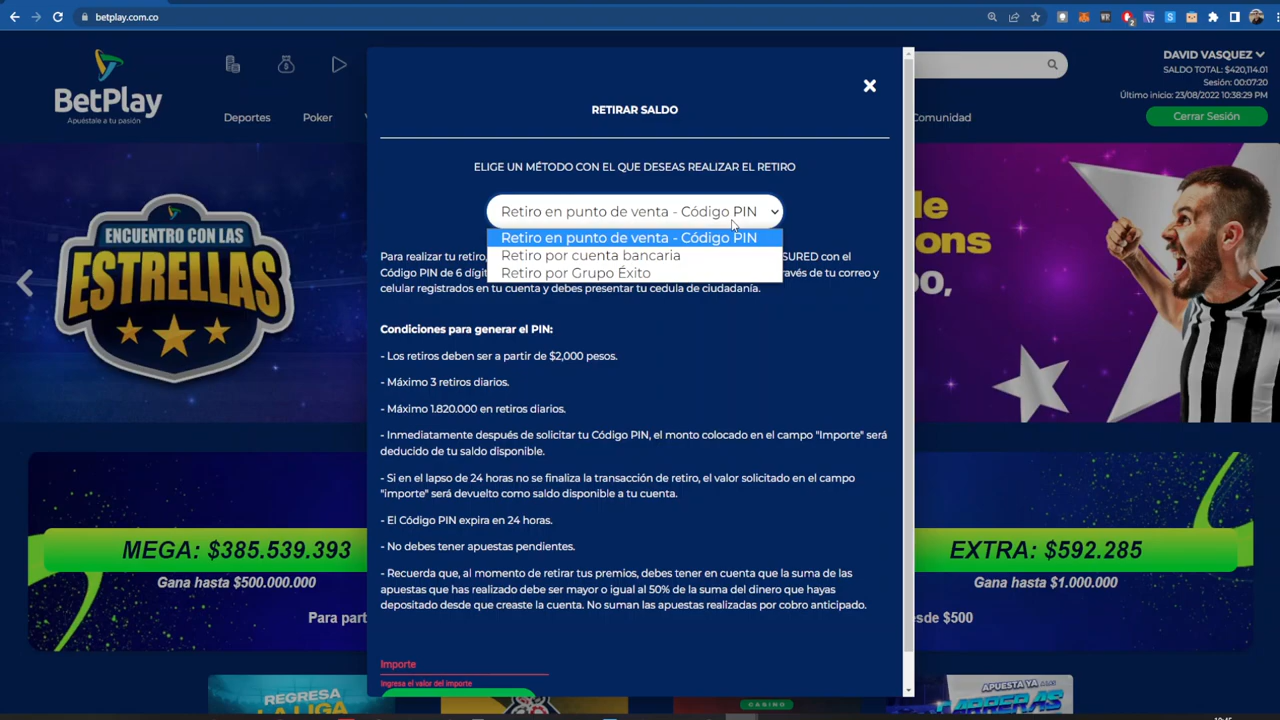 betplay.com.co
BetPlay
Apuéstale a tu pasión
Deportes
Poker
Comunidad
DAVID VASQUEZ
SALDO TOTAL: $420,114.01
Sesión: 00:07:20
Último inicio: 23/08/2022 10:38:29 PM
Cerrar Sesión
RETIRAR SALDO
ELIGE UN MÉTODO CON EL QUE DESEAS REALIZAR EL RETIRO
Retiro en punto de venta - Código PIN
Retiro en punto de venta - Código PIN
Retiro por cuenta bancaria
Retiro por Grupo Éxito
Para realizar tu retiro, SURED con el
Código PIN de 6 dígit ravés de tu correo y
celular registrados en tu cuenta y debes presentar tu cedula de ciudadanía.
Condiciones para generar el PIN:
- Los retiros deben ser a partir de $2,000 pesos.
- Máximo 3 retiros diarios.
- Máximo 1.820.000 en retiros diarios.
- Inmediatamente después de solicitar tu Código PIN, el monto colocado en el campo "Importe" será
deducido de tu saldo disponible.
- Si en el lapso de 24 horas no se finaliza la transacción de retiro, el valor solicitado en el campo
"importe" será devuelto como saldo disponible a tu cuenta.
- El Código PIN expira en 24 horas.
- No debes tener apuestas pendientes.
- Recuerda que, al momento de retirar tus premios, debes tener en cuenta que la suma de las
apuestas que has realizado debe ser mayor o igual al 50% de la suma del dinero que hayas
depositado desde que creaste la cuenta. No suman las apuestas realizadas por cobro anticipado.
Importe
Ingresa el valor del Importe
ENCUENTRO CON LAS
ESTRELLAS
le
ono
o,
MEGA: $385.539.393
Gana hasta $500.000.000
Para part
EXTRA: $592.285
Gana hasta $1.000.000
esde $500
REGRESA
LA LIGA
CASINO
APUESTA YA
A LAS
CARRERAS